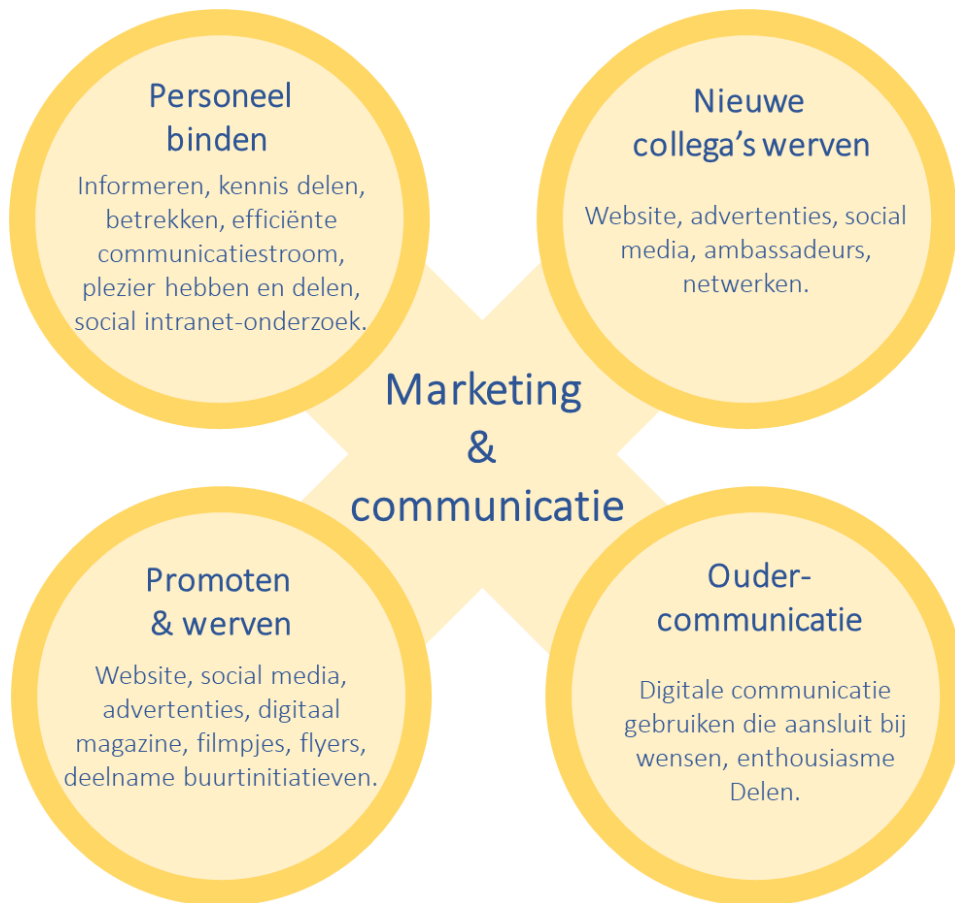 Personeel
binden
Informeren, kennis delen,
betrekken, efficiënte
communicatiestroom,
plezier hebben en delen,
social intranet-onderzoek.
Nieuwe
collega's werven
Website, advertenties, social
media, ambassadeurs,
netwerken.
Marketing
&
communicatie
Promoten
& werven
Website, social media,
advertenties, digitaal
magazine, filmpjes, flyers,
deelname buurtinitiatieven.
Ouder-
communicatie
Digitale communicatie
gebruiken die aansluit bij
wensen, enthousiasme
Delen.